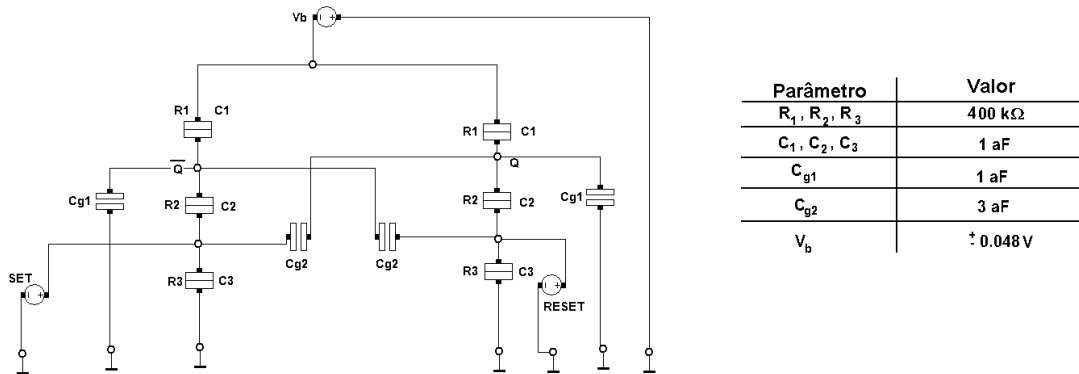 Vb
R1 C1
R1 C1
Q
Q
Cg1
Cg1
R2 C2
R2 C2
Cg2
Cg2
SET
R3 C3
R3 C3
RESET
Parâmetro Valor
R1, R2, R3 400 kΩ
C1, C2, C3 1 aF
Cg1 1 aF
Cg2 3 aF
Vb ± 0.048 V